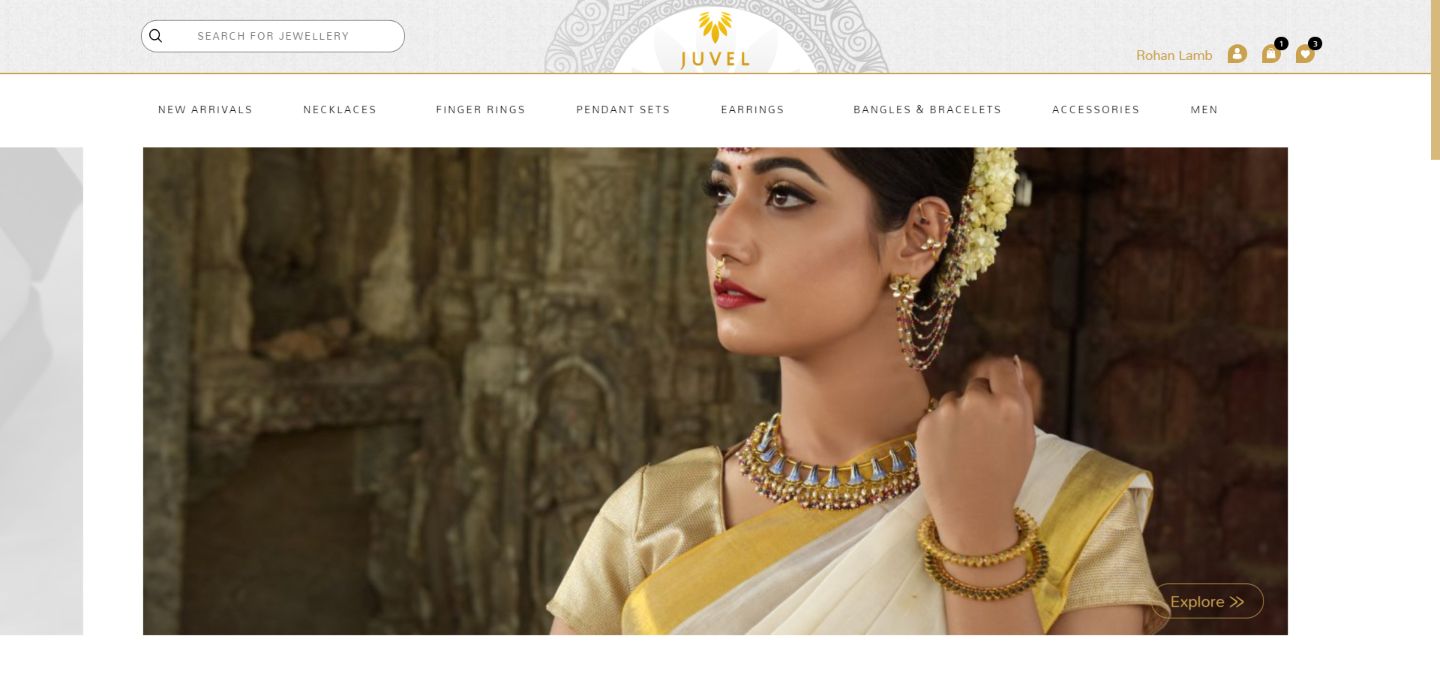 SEARCH FOR JEWELLERY
JUVEL
Rohan Lamb
1
3
NEW ARRIVALS NECKLACES FINGER RINGS PENDANT SETS EARRINGS BANGLES & BRACELETS ACCESSORIES MEN
Explore